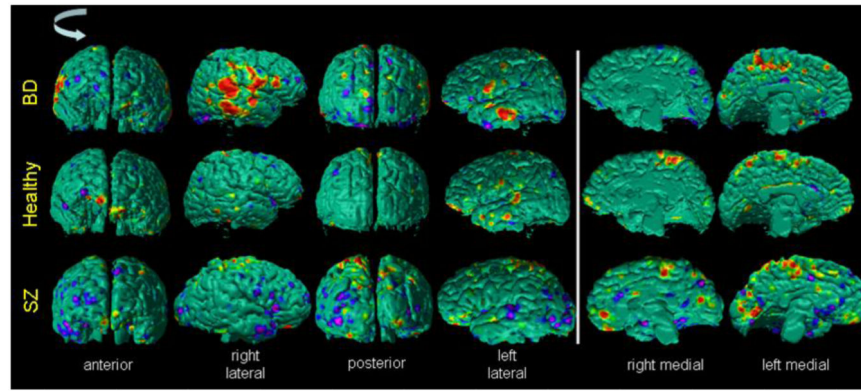 BD
Healthy
SZ
anterior
right
lateral
posterior
left
lateral
right medial
left medial